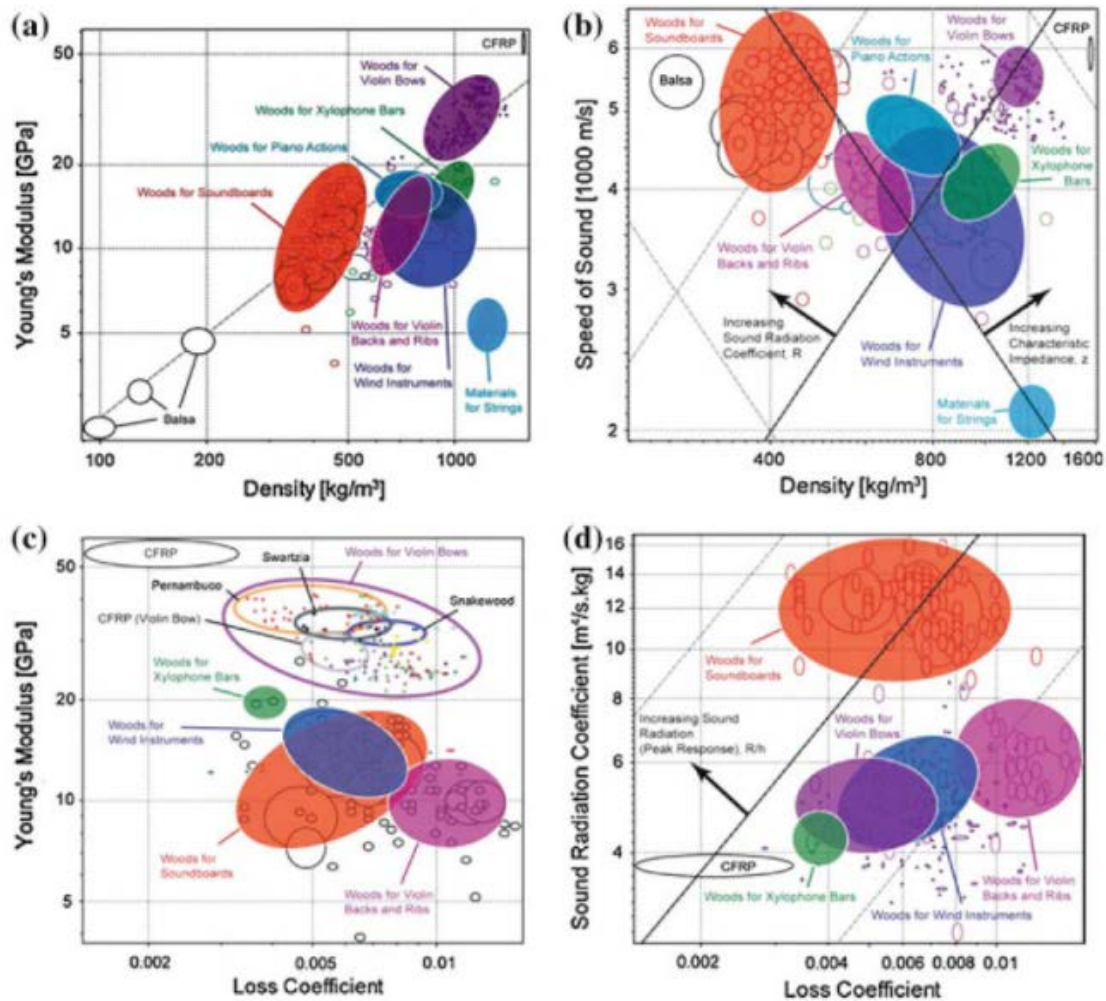 (a)
50
20
10
5
Young's Modulus [GPa]
CFRP
Woods for
Violin Bows
Woods for Xylophone Bars
Woods for Piano Actions
Woods for Soundboards
Woods for Violin
Backs and Ribs
Woods for
Wind Instruments
Materials
for Strings
Balsa
100
200
500
1000
Density [kg/m³]
(b)
6
5
4
3
2
Speed of Sound [1000 m/s]
Woods for
Soundboards
Woods for
Violin Bows
CFRP
Woods for
Piano Actions
Balsa
Woods for
Xylophone
Bars
Woods for Violin
Backs and Ribs
Increasing
Sound Radiation
Coefficient, R
Woods for
Wind Instruments
Increasing
Characteristic
Impedance, z
Materials
for Strings
400
800
1200
1600
Density [kg/m³]
(c)
50
20
10
5
Young's Modulus [GPa]
CFRP
Swartzia
Woods for Violin Bows
Pernambuco
CFRP (Violin Bow)
Snakewood
Woods for
Xylophone Bars
Woods for
Wind Instruments
Woods for
Soundboards
Woods for Violin
Backs and Ribs
0.002
0.005
0.01
Loss Coefficient
(d)
16
14
12
10
8
6
4
Sound Radiation Coefficient [m⁴/s.kg]
Woods for
Soundboards
Increasing Sound
Radiation
(Peak Response), R/h
Woods for
Violin Bows
CFRP
Woods for Xylophone Bars
Woods for Violin
Backs and Ribs
Woods for Wind Instruments
0.002
0.004
0.006
0.008
0.01
Loss Coefficient